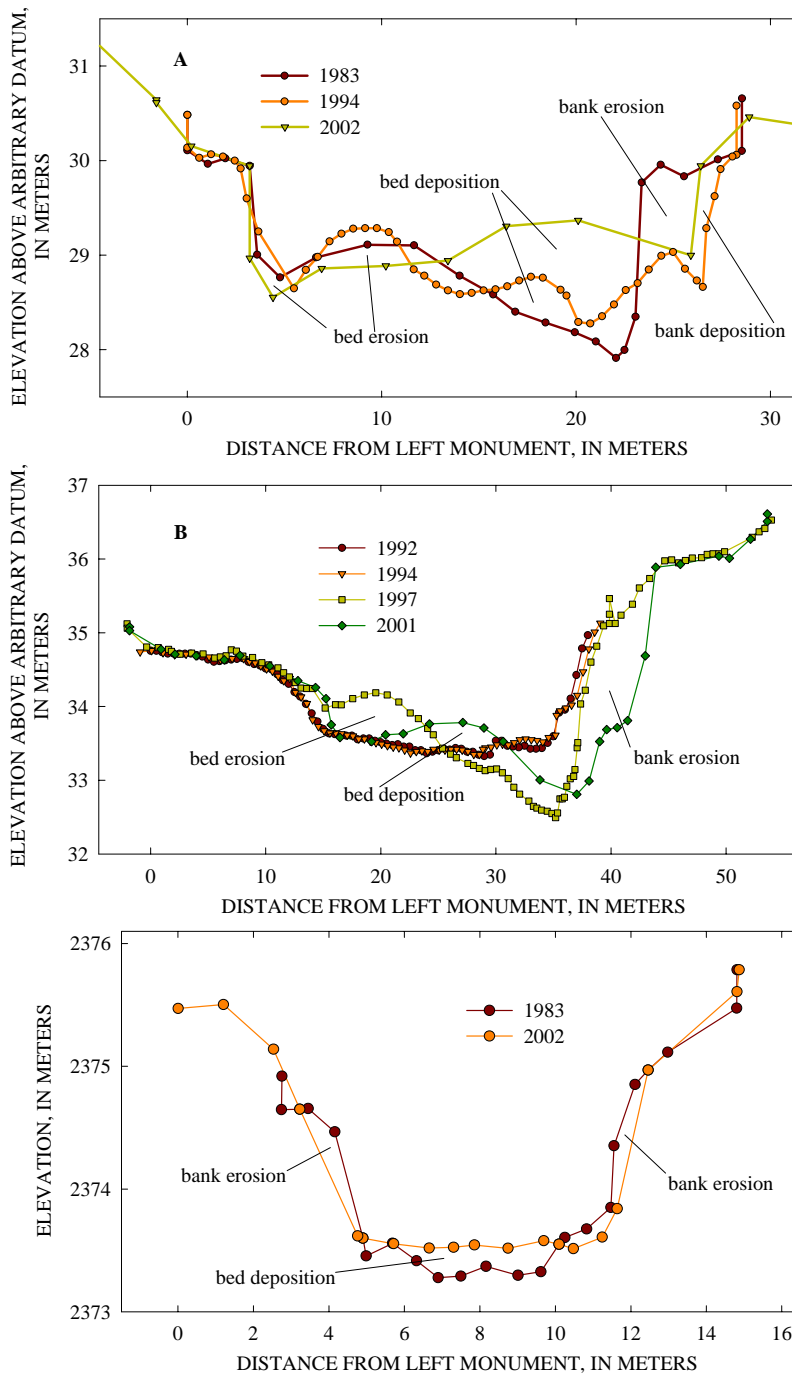 ELEVATION ABOVE ARBITRARY DATUM,
IN METERS
31
30
29
28
A
1983
1994
2002
bank erosion
bed deposition
bed erosion
bank deposition
0
10
20
30
DISTANCE FROM LEFT MONUMENT, IN METERS
ELEVATION ABOVE ARBITRARY DATUM,
IN METERS
37
36
35
34
33
32
B
1992
1994
1997
2001
bed erosion
bed deposition
bank erosion
0
10
20
30
40
50
DISTANCE FROM LEFT MONUMENT, IN METERS
ELEVATION, IN METERS
2376
2375
2374
2373
1983
2002
bank erosion
bank erosion
bed deposition
0
2
4
6
8
10
12
14
16
DISTANCE FROM LEFT MONUMENT, IN METERS